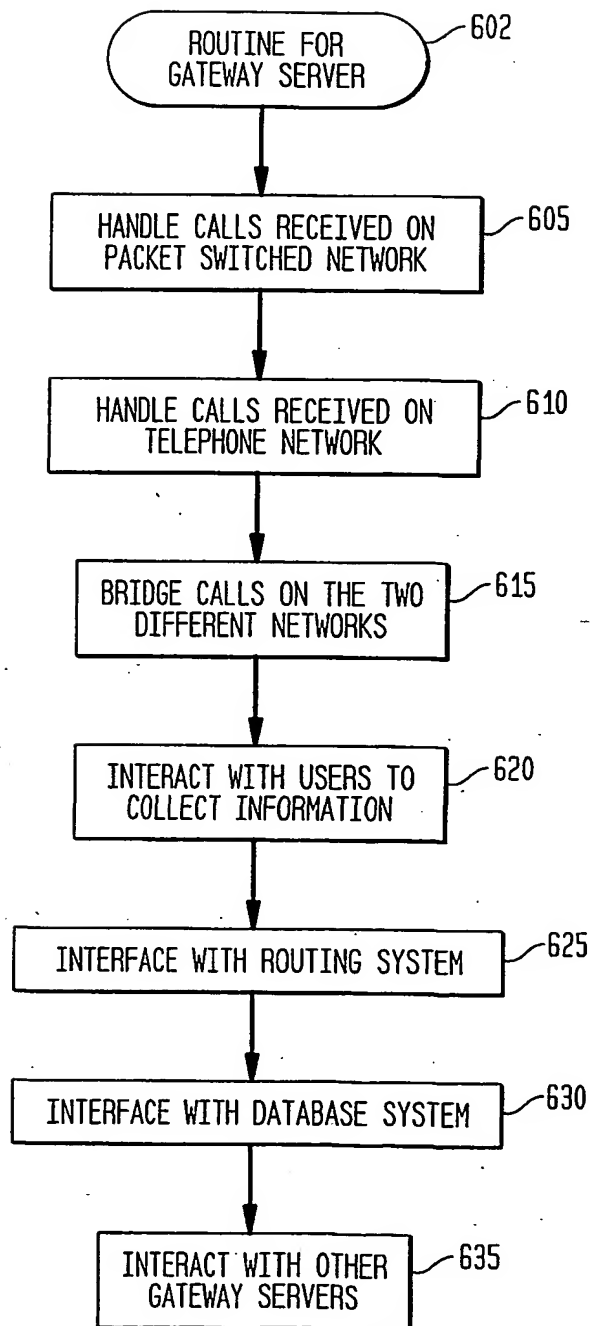 ROUTINE FOR
GATEWAY SERVER
602
HANDLE CALLS RECEIVED ON
PACKET SWITCHED NETWORK
605
HANDLE CALLS RECEIVED ON
TELEPHONE NETWORK
610
BRIDGE CALLS ON THE TWO
DIFFERENT NETWORKS
615
INTERACT WITH USERS TO
COLLECT INFORMATION
620
INTERFACE WITH ROUTING SYSTEM
625
INTERFACE WITH DATABASE SYSTEM
630
INTERACT WITH OTHER
GATEWAY SERVERS
635